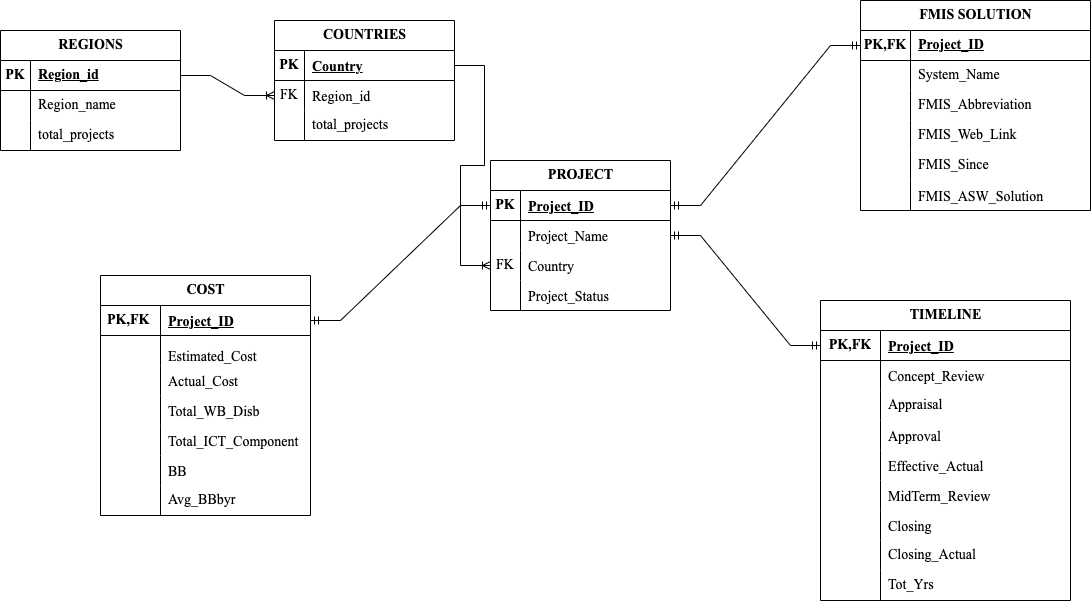 REGIONS
PK Region_id
Region_name
total_projects
COUNTRIES
PK Country
FK Region_id
total_projects
FMIS SOLUTION
PK,FK Project_ID
System_Name
FMIS_Abbreviation
FMIS_Web_Link
FMIS_Since
FMIS_ASW_Solution
PROJECT
PK Project_ID
Project_Name
FK Country
Project_Status
COST
PK,FK Project_ID
Estimated_Cost
Actual_Cost
Total_WB_Disb
Total_ICT_Component
BB
Avg_BBbyr
TIMELINE
PK,FK Project_ID
Concept_Review
Appraisal
Approval
Effective_Actual
MidTerm_Review
Closing
Closing_Actual
Tot_Yrs